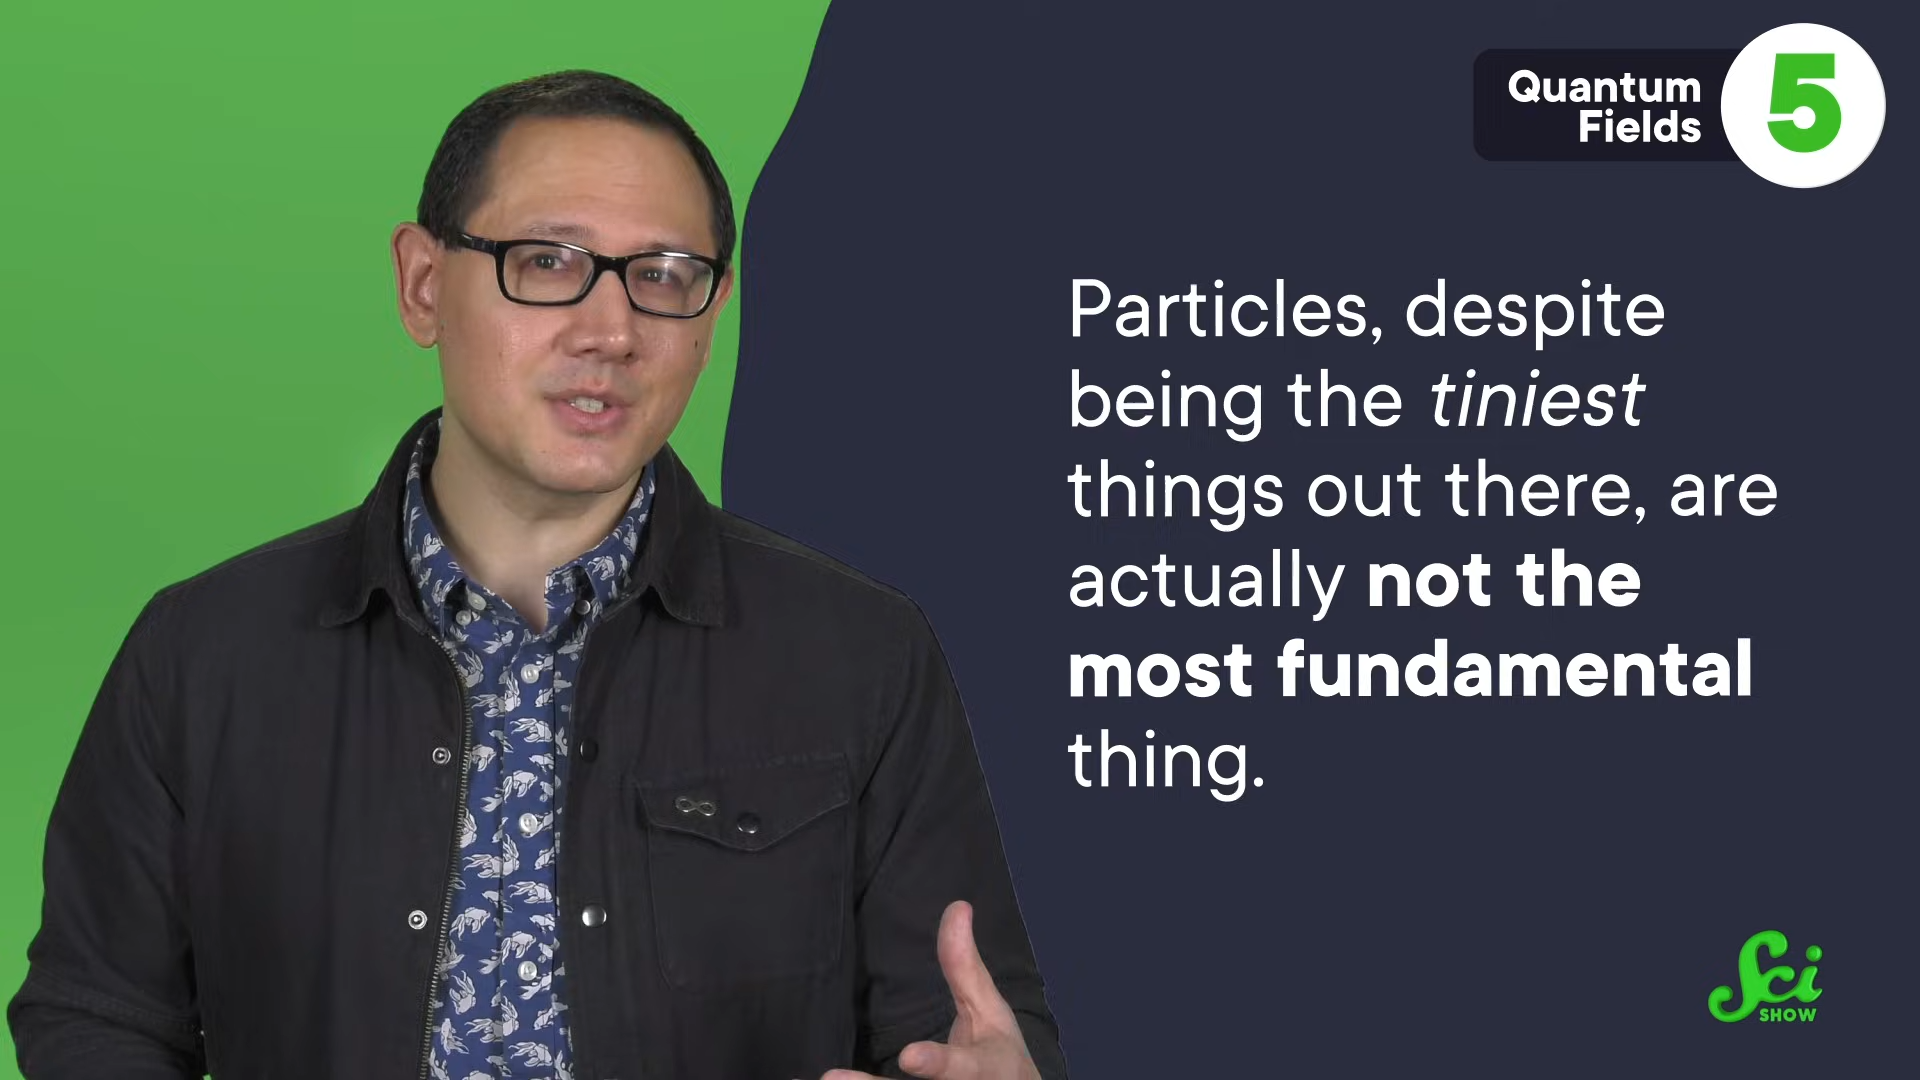 Quantum
Fields
5
Particles, despite
being the tiniest
things out there, are
actually not the
most fundamental
thing.
Sci
SHOW